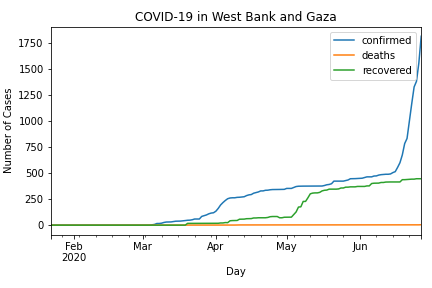 COVID-19 in West Bank and Gaza
confirmed
deaths
recovered
1750
1500
1250
1000
750
500
250
0
Number of Cases
Feb
2020
Mar
Apr
May
Jun
Day